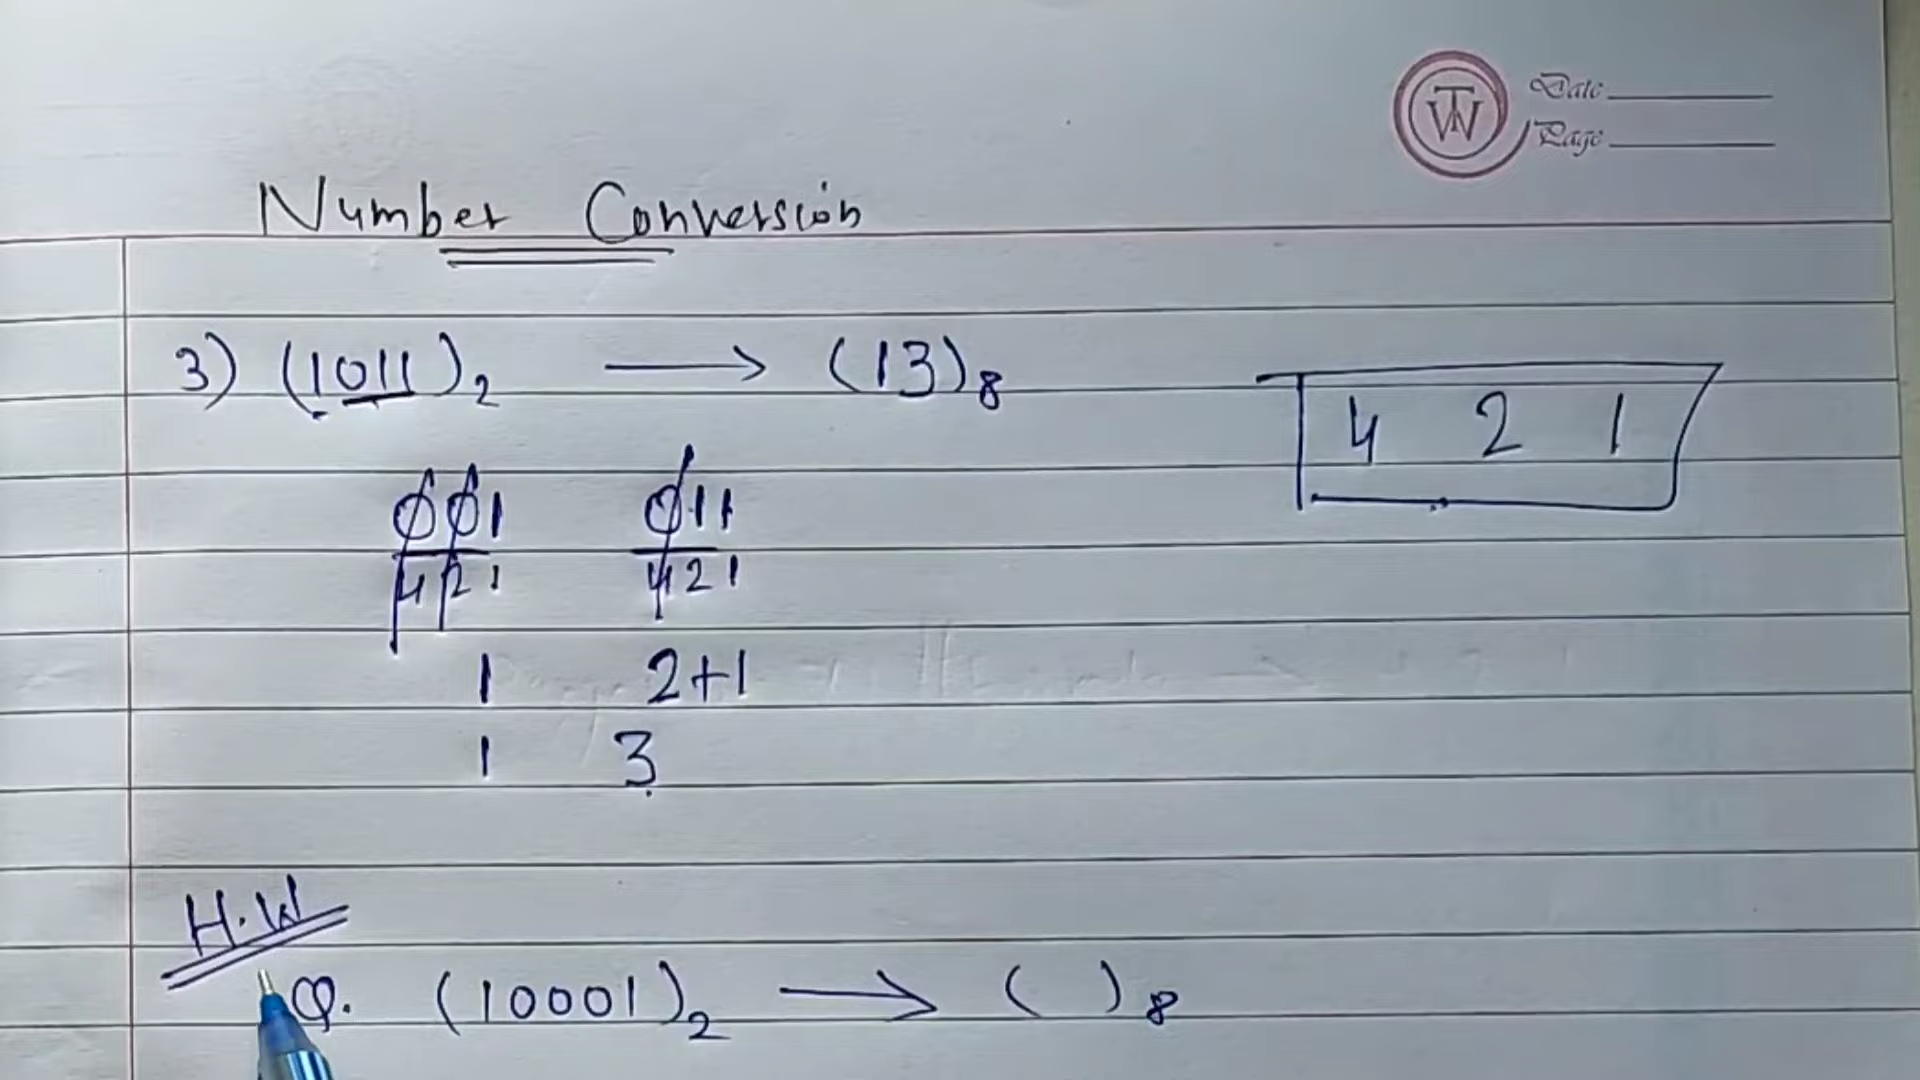 TWN
Date
Page
Number Conversion
3) (1011)₂ ⟶ (13)₈
4 2 1
001 011
421 421
1 2+1
1 3
H.W
Q. (10001)₂ ⟶ ( )₈